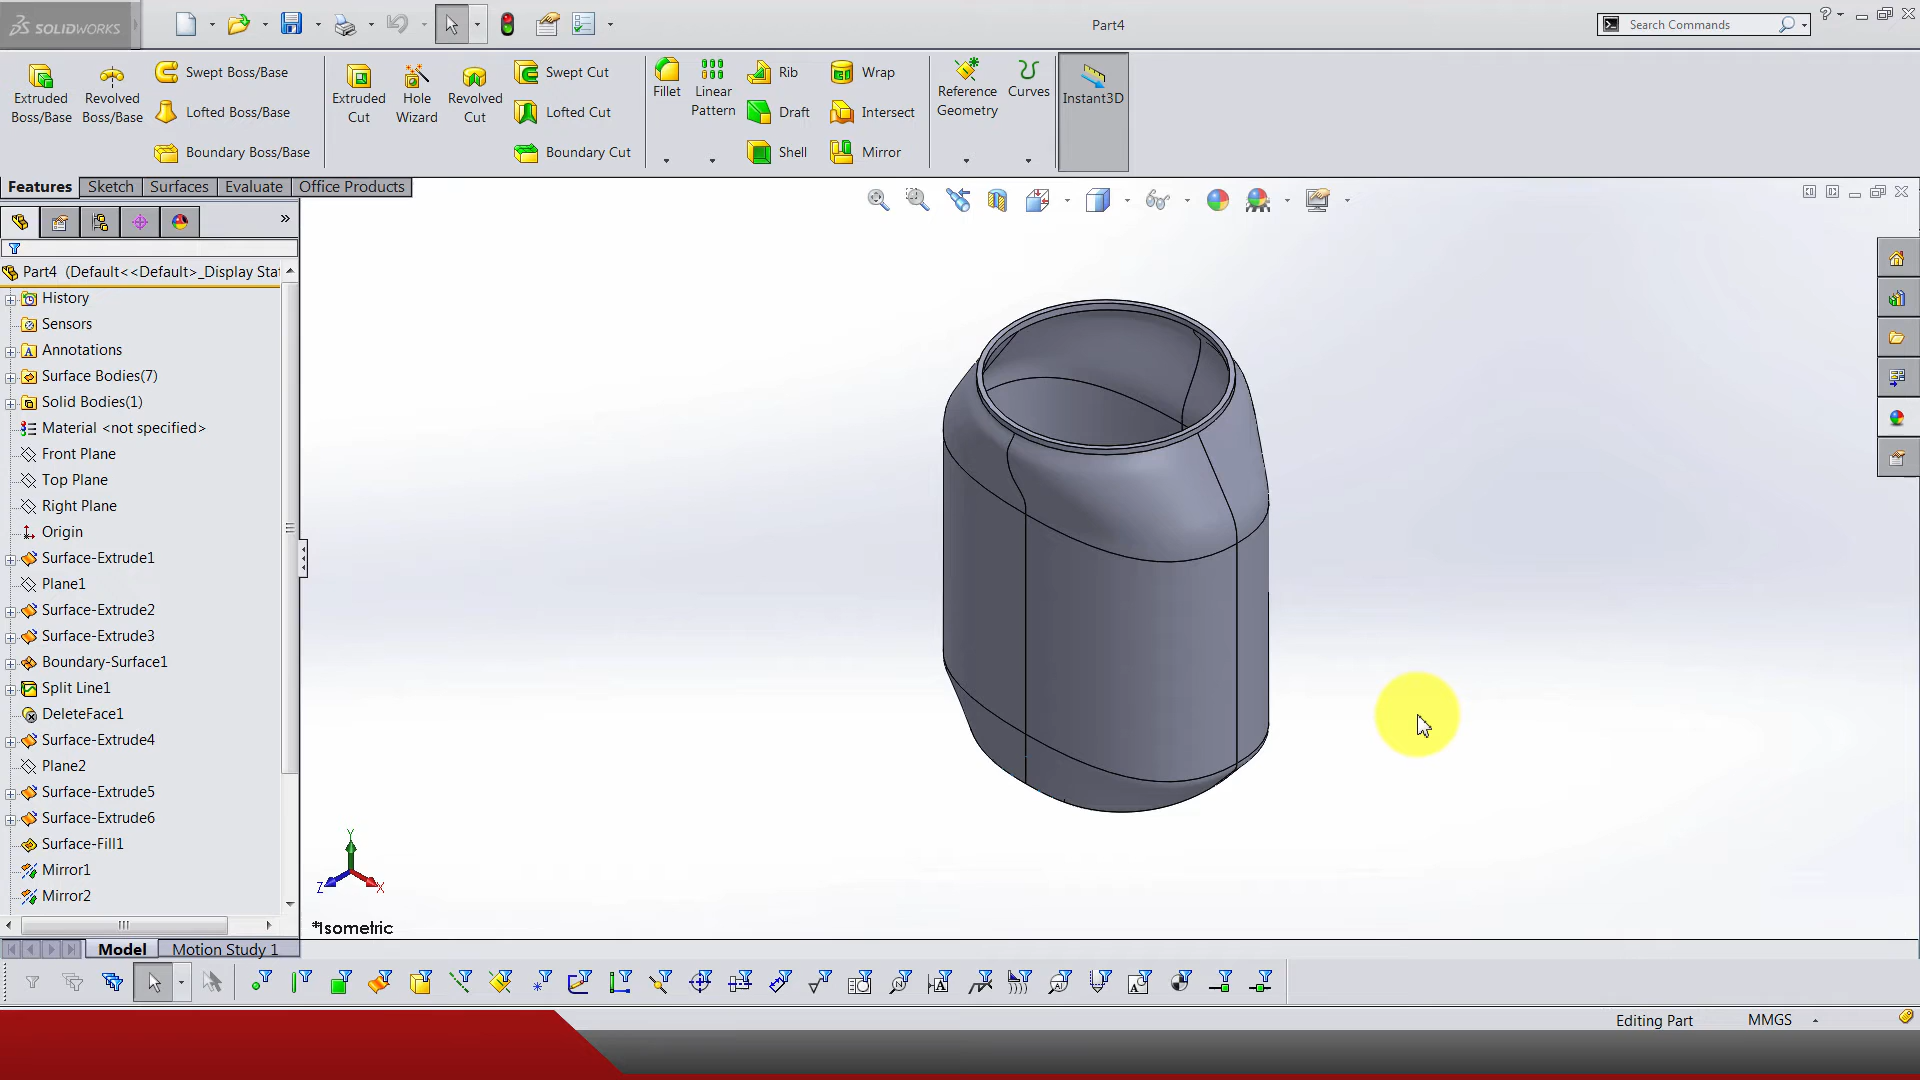 SOLIDWORKS
Part4
Search Commands
Extruded Boss/Base
Revolved Boss/Base
Swept Boss/Base
Lofted Boss/Base
Boundary Boss/Base
Extruded Cut
Hole Wizard
Revolved Cut
Swept Cut
Lofted Cut
Boundary Cut
Fillet
Linear Pattern
Rib
Draft
Shell
Wrap
Intersect
Mirror
Reference Geometry
Curves
Instant3D
Features
Sketch
Surfaces
Evaluate
Office Products
Part4 (Default<<Default>_Display Sta
History
Sensors
Annotations
Surface Bodies(7)
Solid Bodies(1)
Material <not specified>
Front Plane
Top Plane
Right Plane
Origin
Surface-Extrude1
Plane1
Surface-Extrude2
Surface-Extrude3
Boundary-Surface1
Split Line1
DeleteFace1
Surface-Extrude4
Plane2
Surface-Extrude5
Surface-Extrude6
Surface-Fill1
Mirror1
Mirror2
Y
Z
X
*Isometric
Model
Motion Study 1
Editing Part
MMGS